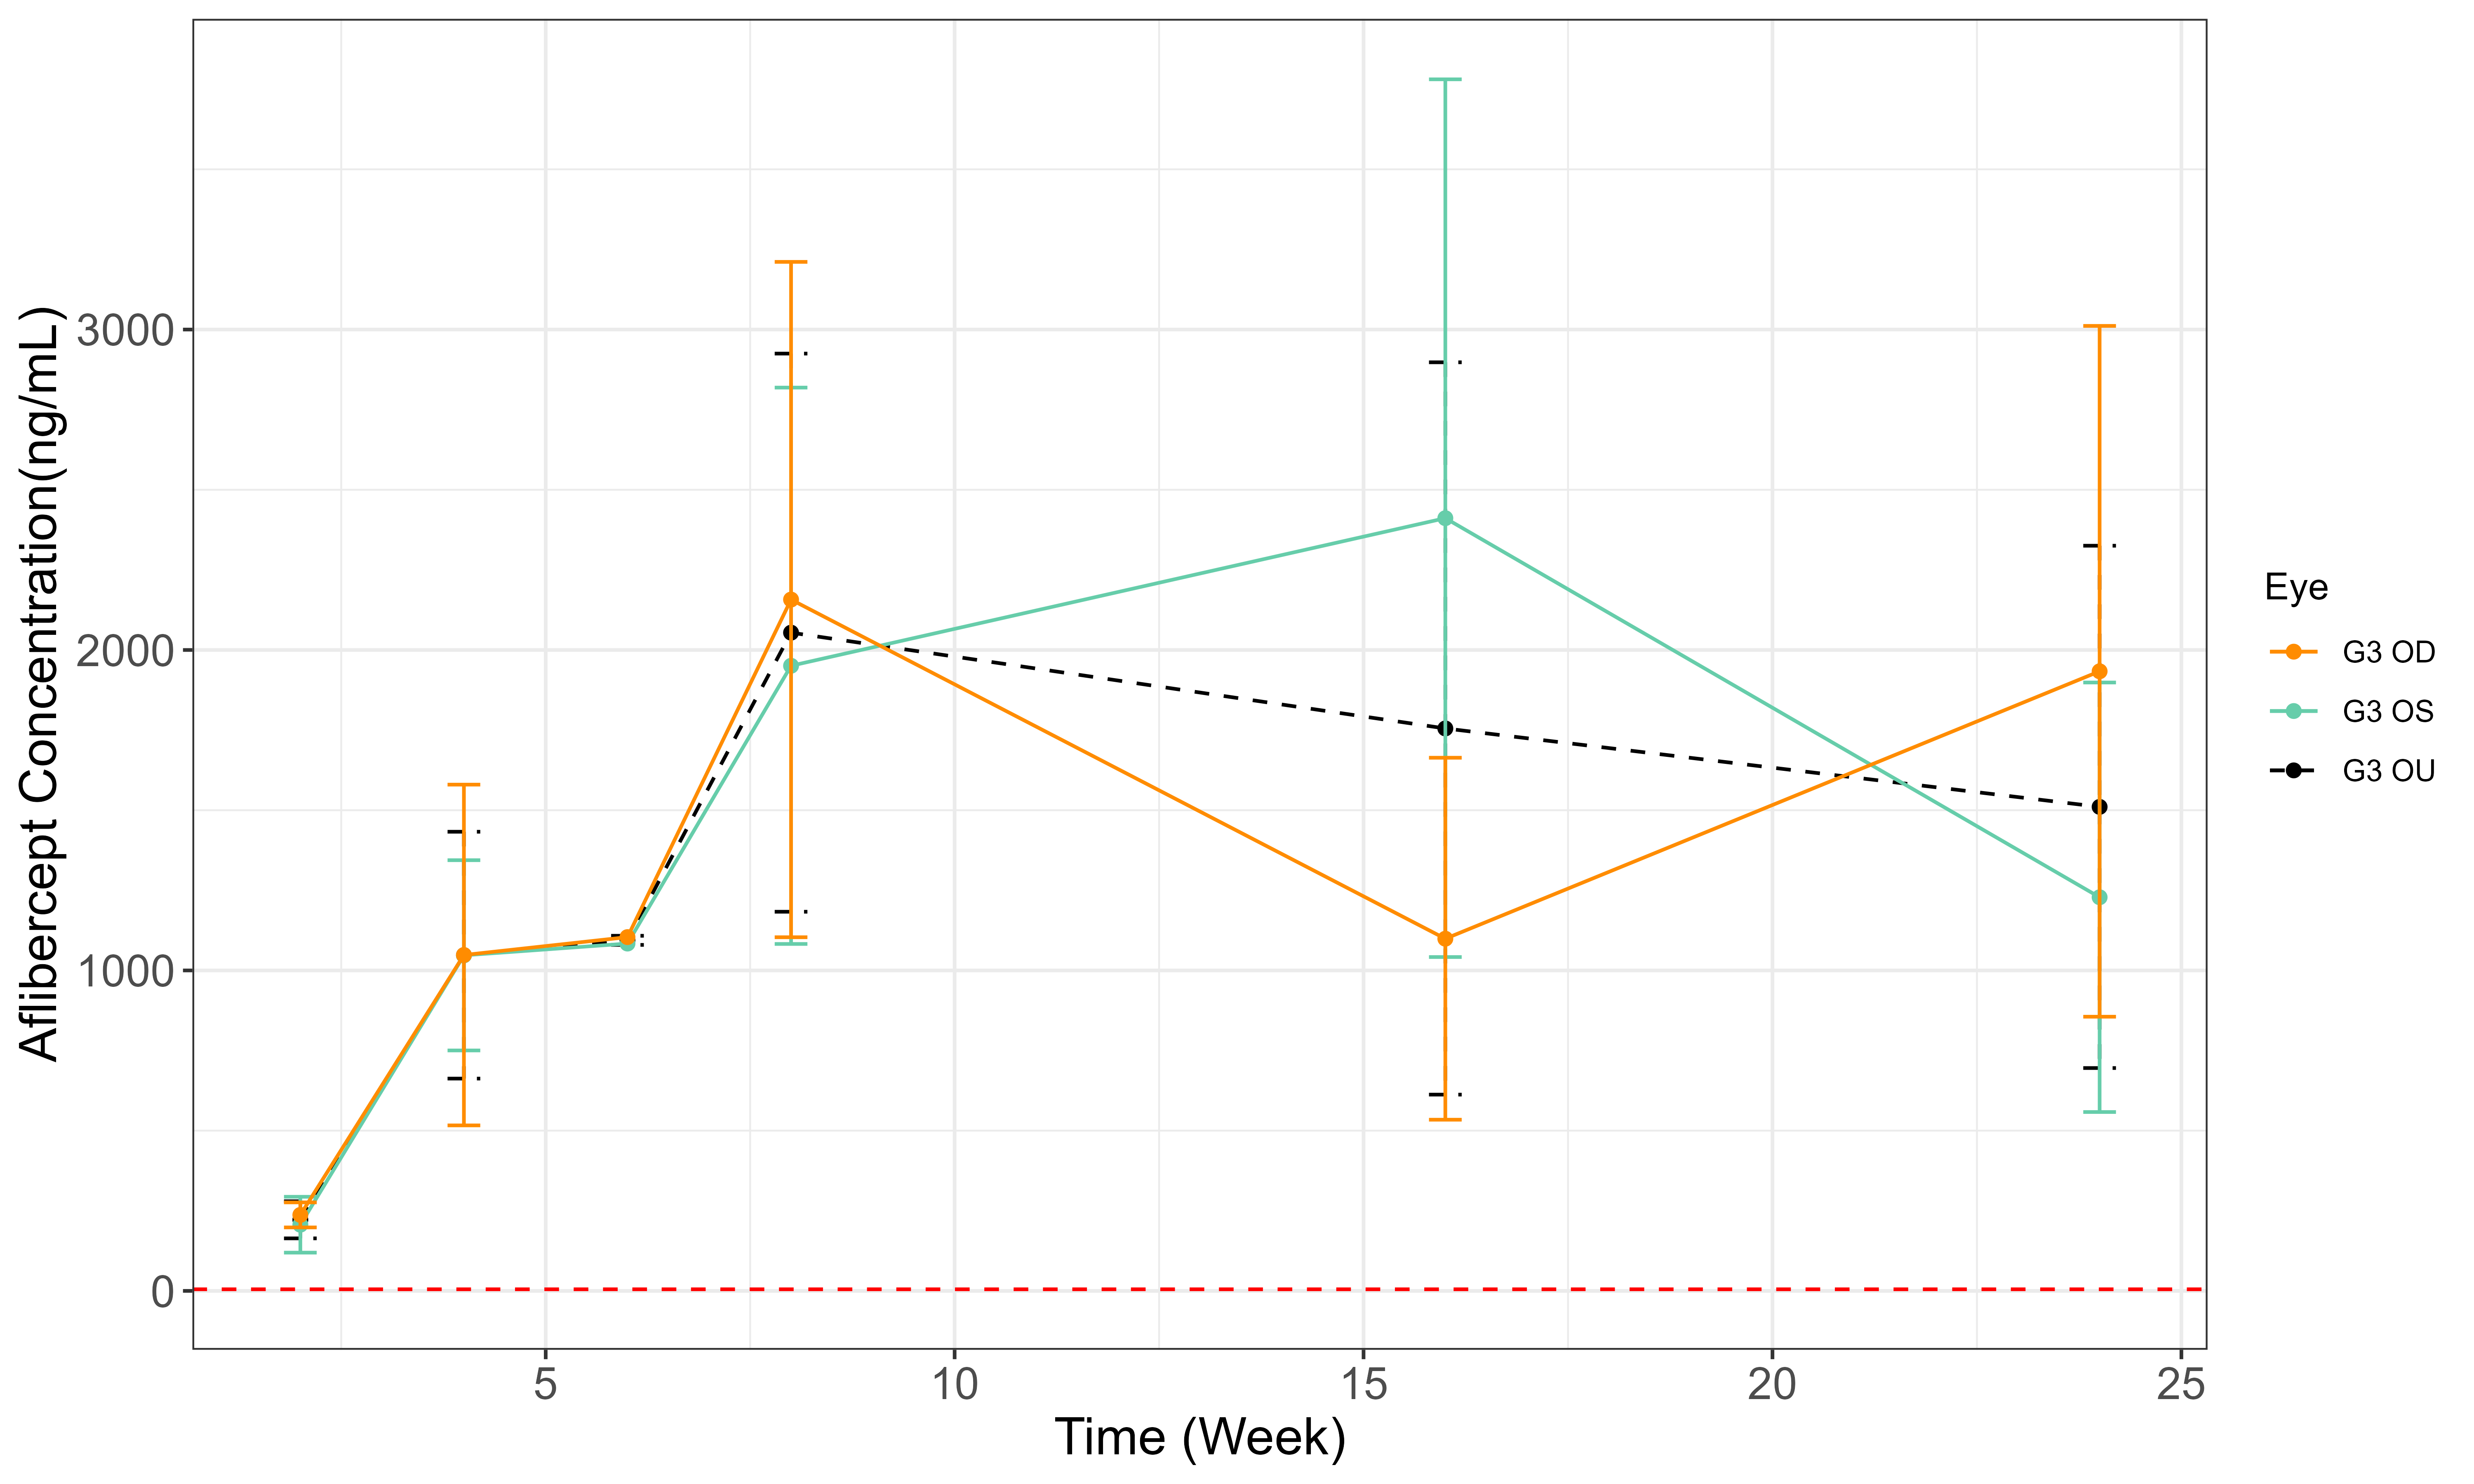 Aflibercept Concentration(ng/mL)
3000
2000
1000
0
5
10
15
20
25
Time (Week)
Eye
G3 OD
G3 OS
G3 OU